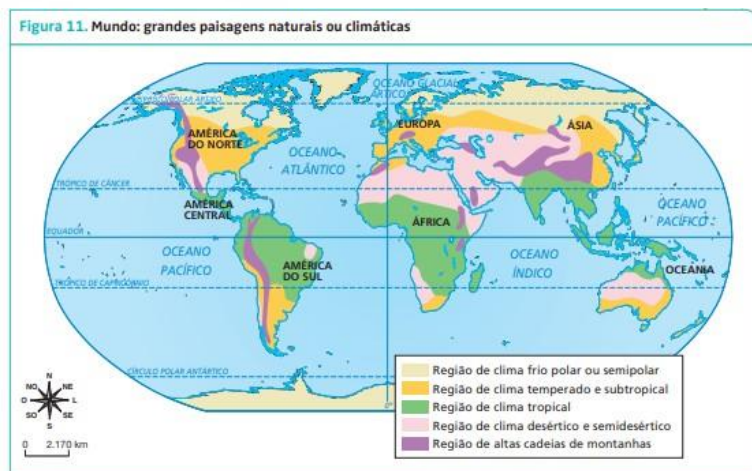 Figura 11. Mundo: grandes paisagens naturais ou climáticas
OCEANO GLACIAL
ÁRTICO
CÍRCULO POLAR ÁRTICO
AMÉRICA
DO NORTE
EUROPA
ÁSIA
OCEANO
ATLÂNTICO
TRÓPICO DE CÂNCER
AMÉRICA
CENTRAL
OCEANO
PACÍFICO
ÁFRICA
EQUADOR
OCEANO
PACÍFICO
AMÉRICA
DO SUL
OCEANO
ÍNDICO
OCEANIA
TRÓPICO DE CAPRICÓRNIO
CÍRCULO POLAR ANTÁRTICO
0°
N
NO NE
O L
SO SE
S
0 2.170 km
Região de clima frio polar ou semipolar
Região de clima temperado e subtropical
Região de clima tropical
Região de clima desértico e semidesértico
Região de altas cadeias de montanhas